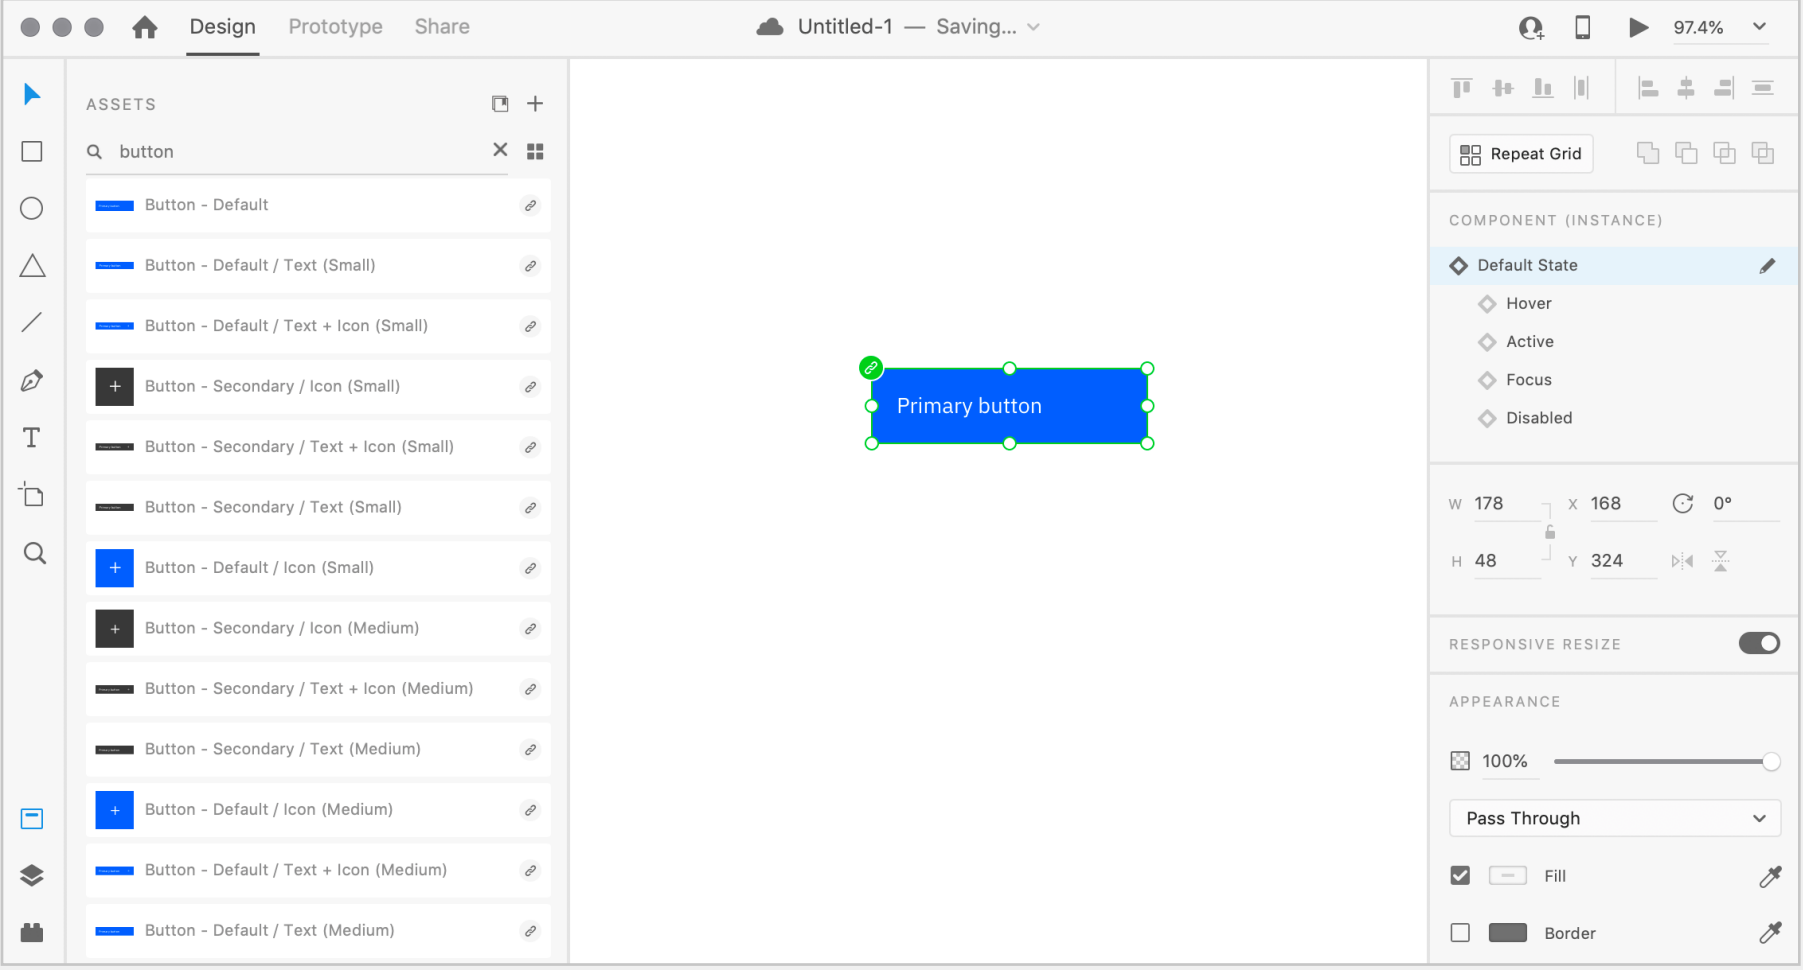 Design Prototype Share
Untitled-1 — Saving...
97.4%
ASSETS
button
Button - Default
Button - Default / Text (Small)
Button - Default / Text + Icon (Small)
Button - Secondary / Icon (Small)
Button - Secondary / Text + Icon (Small)
Button - Secondary / Text (Small)
Button - Default / Icon (Small)
Button - Secondary / Icon (Medium)
Button - Secondary / Text + Icon (Medium)
Button - Secondary / Text (Medium)
Button - Default / Icon (Medium)
Button - Default / Text + Icon (Medium)
Button - Default / Text (Medium)
Primary button
Repeat Grid
COMPONENT (INSTANCE)
Default State
Hover
Active
Focus
Disabled
W 178 X 168 0°
H 48 Y 324
RESPONSIVE RESIZE
APPEARANCE
100%
Pass Through
Fill
Border